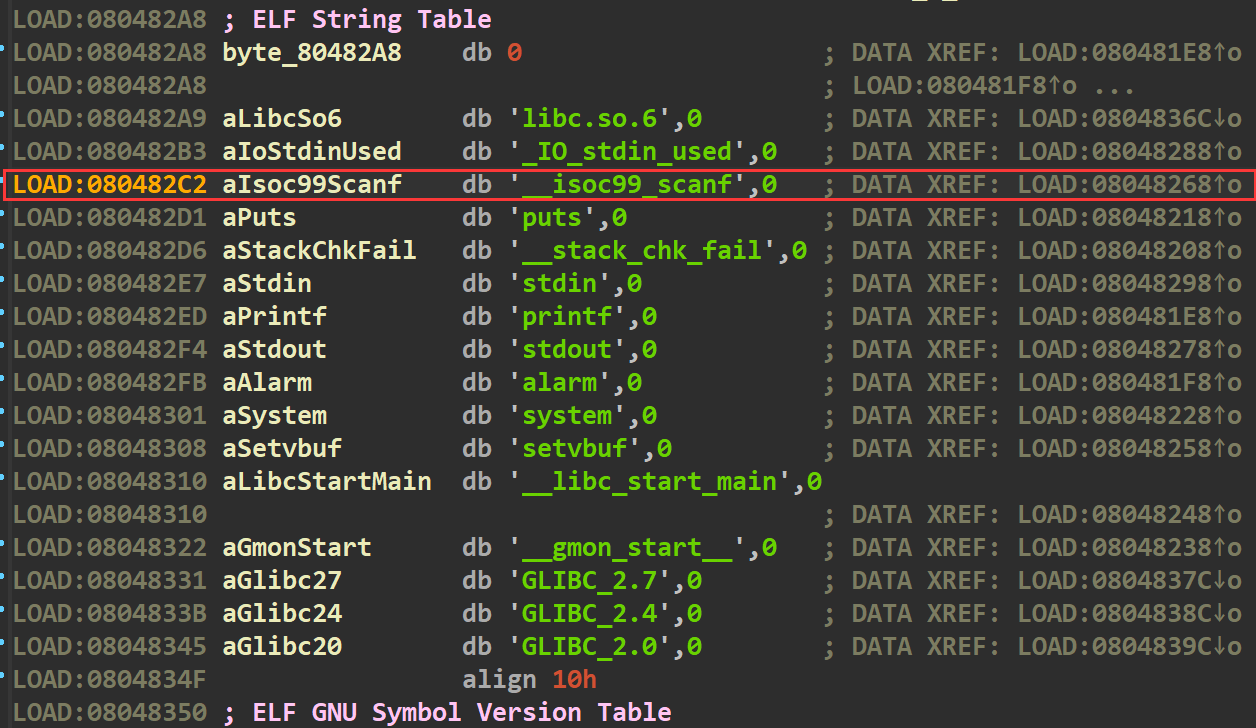 LOAD:080482A8 ; ELF String Table
LOAD:080482A8 byte_80482A8 db 0 ; DATA XREF: LOAD:080481E8↑o
LOAD:080482A8 ; LOAD:080481F8↑o ...
LOAD:080482A9 aLibcSo6 db 'libc.so.6',0 ; DATA XREF: LOAD:0804836C↓o
LOAD:080482B3 aIoStdinUsed db '_IO_stdin_used',0 ; DATA XREF: LOAD:08048288↑o
LOAD:080482C2 aIsoc99Scanf db '__isoc99_scanf',0 ; DATA XREF: LOAD:08048268↑o
LOAD:080482D1 aPuts db 'puts',0 ; DATA XREF: LOAD:08048218↑o
LOAD:080482D6 aStackChkFail db '__stack_chk_fail',0 ; DATA XREF: LOAD:08048208↑o
LOAD:080482E7 aStdin db 'stdin',0 ; DATA XREF: LOAD:08048298↑o
LOAD:080482ED aPrintf db 'printf',0 ; DATA XREF: LOAD:080481E8↑o
LOAD:080482F4 aStdout db 'stdout',0 ; DATA XREF: LOAD:08048278↑o
LOAD:080482FB aAlarm db 'alarm',0 ; DATA XREF: LOAD:080481F8↑o
LOAD:08048301 aSystem db 'system',0 ; DATA XREF: LOAD:08048228↑o
LOAD:08048308 aSetvbuf db 'setvbuf',0 ; DATA XREF: LOAD:08048258↑o
LOAD:08048310 aLibcStartMain db '__libc_start_main',0
LOAD:08048310 ; DATA XREF: LOAD:08048248↑o
LOAD:08048322 aGmonStart db '__gmon_start__',0 ; DATA XREF: LOAD:08048238↑o
LOAD:08048331 aGlibc27 db 'GLIBC_2.7',0 ; DATA XREF: LOAD:0804837C↓o
LOAD:0804833B aGlibc24 db 'GLIBC_2.4',0 ; DATA XREF: LOAD:0804838C↓o
LOAD:08048345 aGlibc20 db 'GLIBC_2.0',0 ; DATA XREF: LOAD:0804839C↓o
LOAD:0804834F align 10h
LOAD:08048350 ; ELF GNU Symbol Version Table